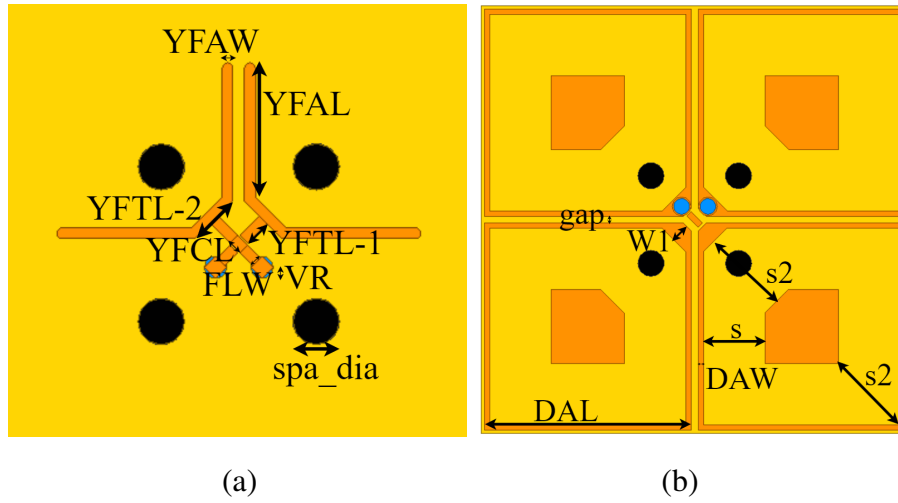 YFAW
YFAL
YFTL-2
YFCL
YFTL-1
FLW
VR
spa_dia
gap
W1
s2
s
DAW
s2
DAL
(a)
(b)